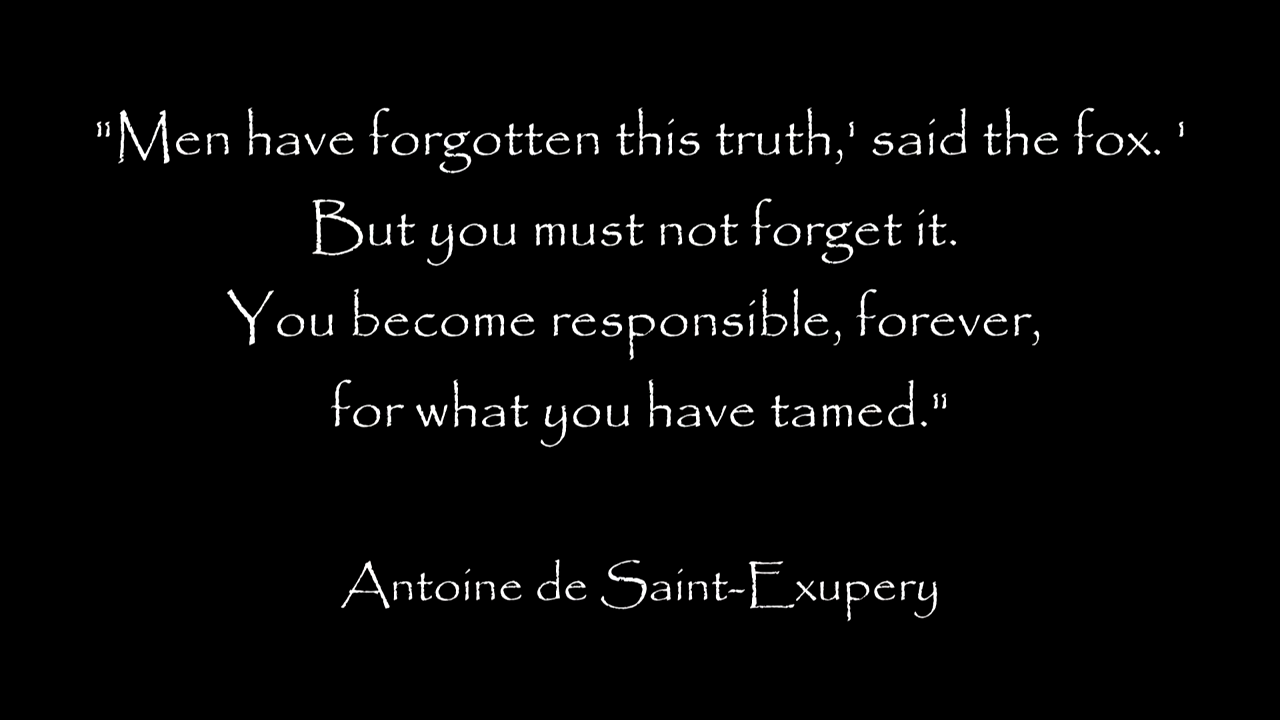 "Men have forgotten this truth,' said the fox. '
But you must not forget it.
You become responsible, forever,
for what you have tamed."
Antoine de Saint-Exupery